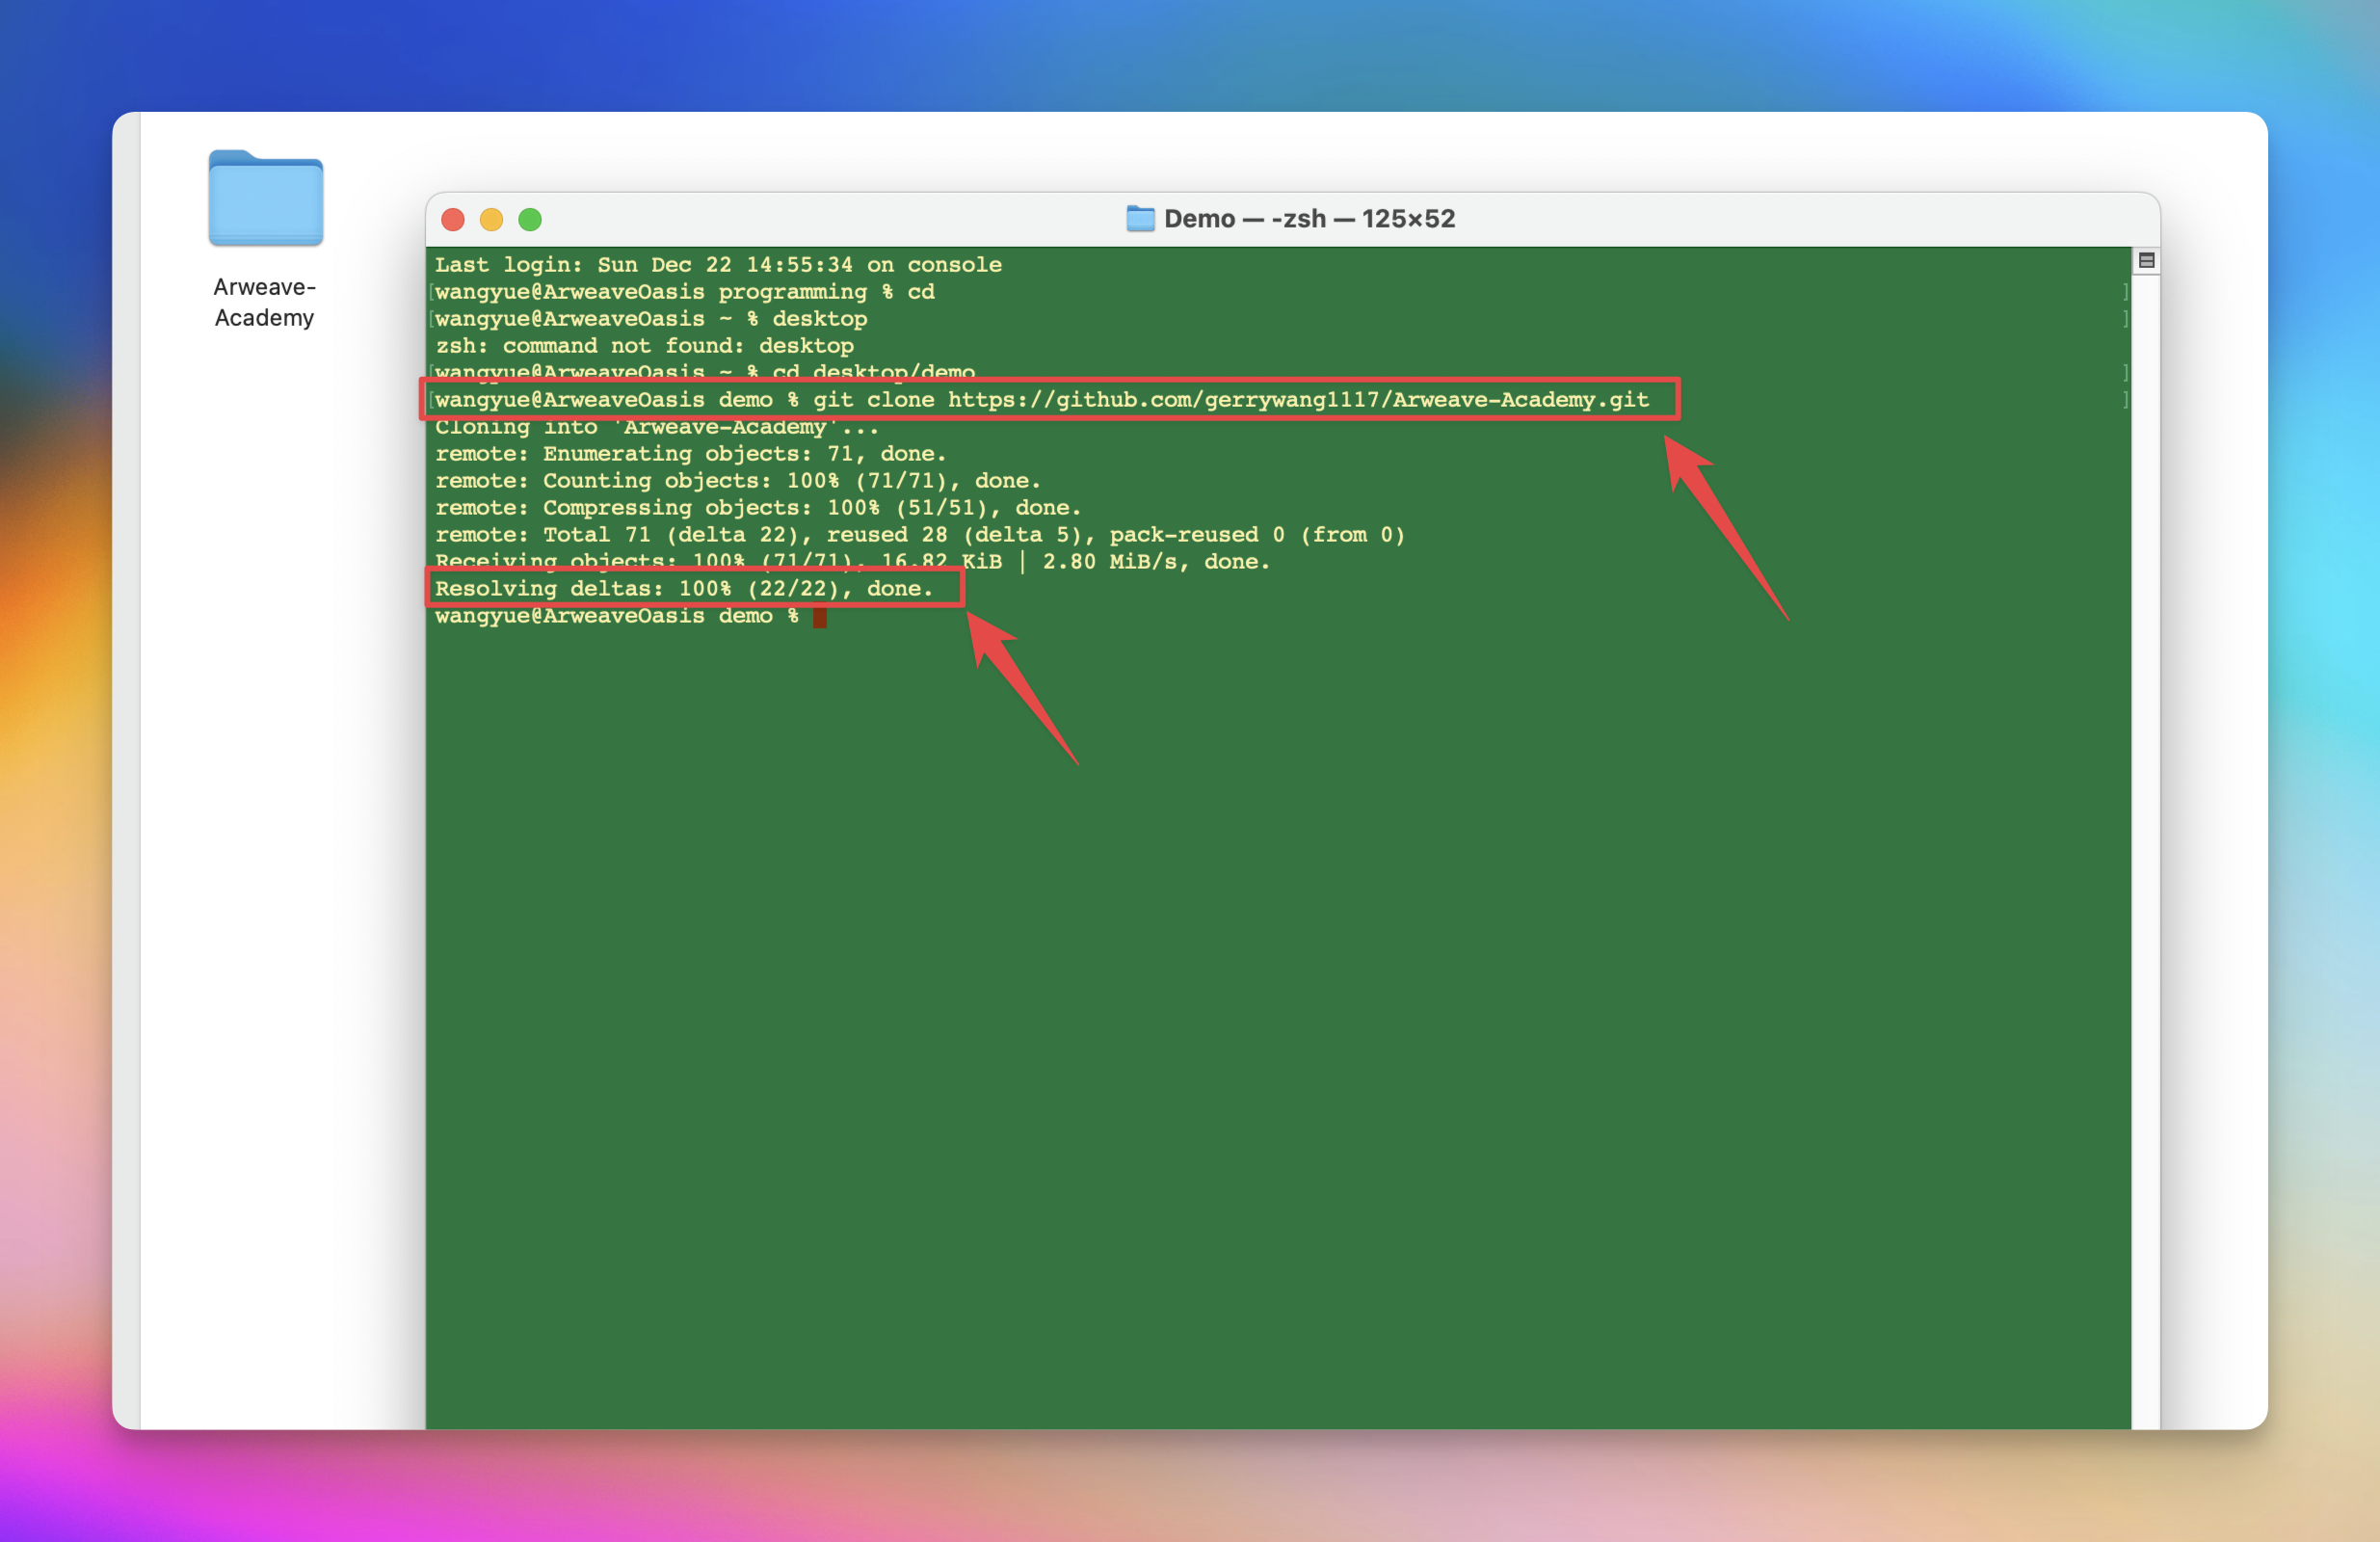 Arweave-
Academy
Demo — -zsh — 125×52
Last login: Sun Dec 22 14:55:34 on console
[wangyue@ArweaveOasis programming % cd ]
[wangyue@ArweaveOasis ~ % desktop ]
zsh: command not found: desktop
[wangyue@ArweaveOasis ~ % cd desktop/demo ]
[wangyue@ArweaveOasis demo % git clone https://github.com/gerrywang1117/Arweave-Academy.git ]
Cloning into 'Arweave-Academy'...
remote: Enumerating objects: 71, done.
remote: Counting objects: 100% (71/71), done.
remote: Compressing objects: 100% (51/51), done.
remote: Total 71 (delta 22), reused 28 (delta 5), pack-reused 0 (from 0)
Receiving objects: 100% (71/71), 16.82 KiB | 2.80 MiB/s, done.
Resolving deltas: 100% (22/22), done.
wangyue@ArweaveOasis demo %